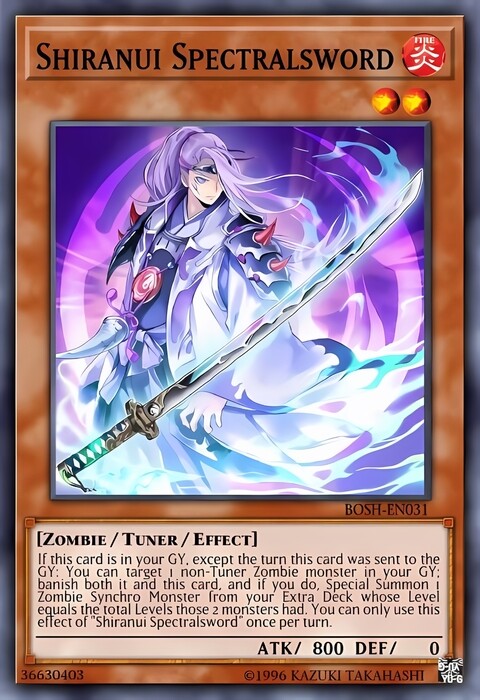 SHIRANUI SPECTRALSWORD
FIRE
炎
BOSH-EN031
[ZOMBIE / TUNER / EFFECT]
If this card is in your GY, except the turn this card was sent to the
GY: You can target 1 non-Tuner Zombie monster in your GY;
banish both it and this card, and if you do, Special Summon 1
Zombie Synchro Monster from your Extra Deck whose Level
equals the total Levels those 2 monsters had. You can only use this
effect of "Shiranui Spectralsword" once per turn.
ATK/ 800 DEF/ 0
36630403
©1996 KAZUKI TAKAHASHI